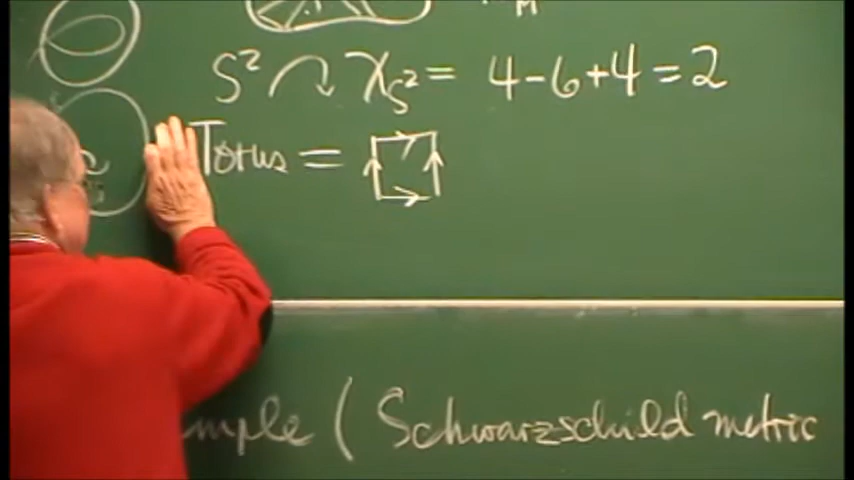 M
S² ↷ χ_S² = 4-6+4=2
Torus =
mple (Schwarzschild metric